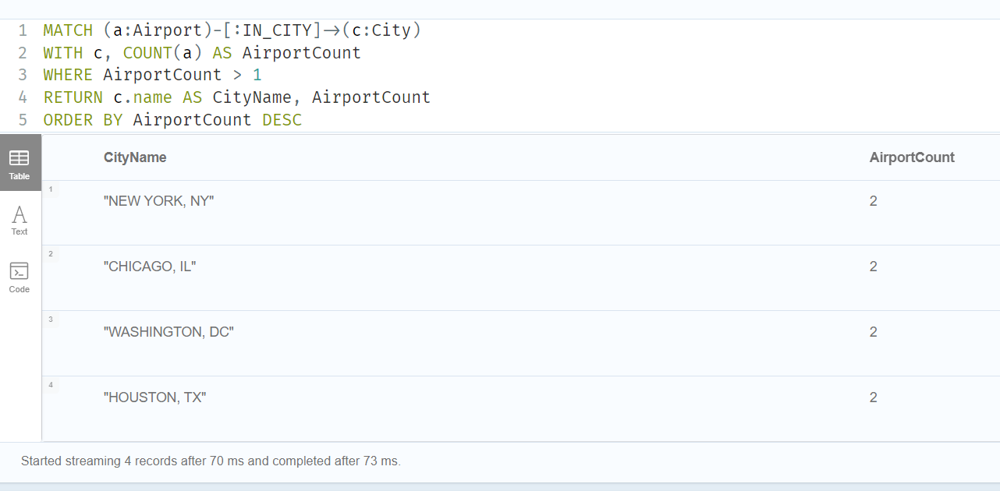 1 MATCH (a:Airport)-[:IN_CITY]->(c:City)
2 WITH c, COUNT(a) AS AirportCount
3 WHERE AirportCount > 1
4 RETURN c.name AS CityName, AirportCount
5 ORDER BY AirportCount DESC
Table
Text
Code
CityName AirportCount
1 "NEW YORK, NY" 2
2 "CHICAGO, IL" 2
3 "WASHINGTON, DC" 2
4 "HOUSTON, TX" 2
Started streaming 4 records after 70 ms and completed after 73 ms.